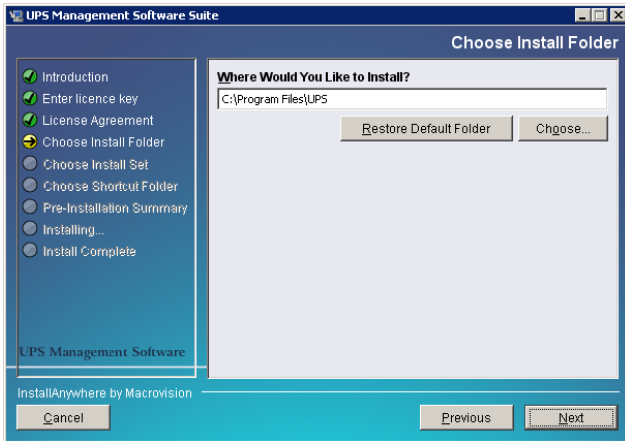 UPS Management Software Suite
Choose Install Folder
Introduction
Enter licence key
License Agreement
Choose Install Folder
Choose Install Set
Choose Shortcut Folder
Pre-Installation Summary
Installing...
Install Complete
UPS Management Software
Where Would You Like to Install?
C:\Program Files\UPS
Restore Default Folder
Choose...
InstallAnywhere by Macrovision
Cancel
Previous
Next